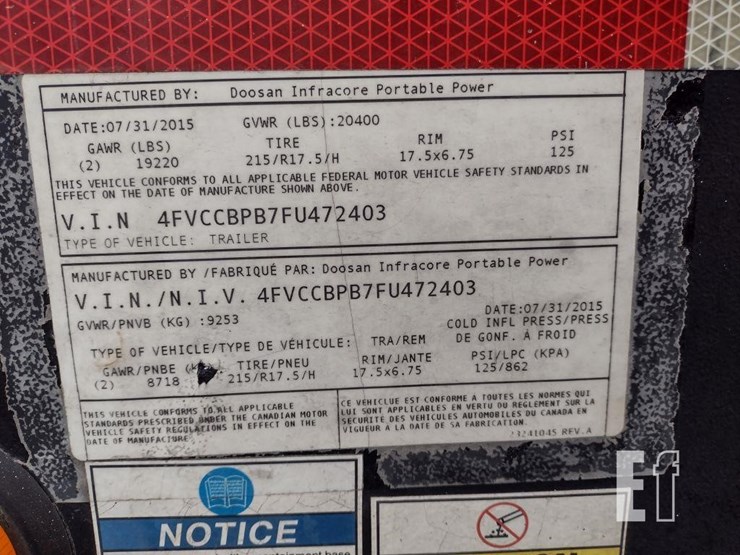 MANUFACTURED BY: Doosan Infracore Portable Power
DATE:07/31/2015 GVWR (LBS):20400
GAWR (LBS) TIRE RIM PSI
(2) 19220 215/R17.5/H 17.5x6.75 125
THIS VEHICLE CONFORMS TO ALL APPLICABLE FEDERAL MOTOR VEHICLE SAFETY STANDARDS IN
EFFECT ON THE DATE OF MANUFACTURE SHOWN ABOVE.
V.I.N 4FVCCBPB7FU472403
TYPE OF VEHICLE: TRAILER
MANUFACTURED BY /FABRIQUÉ PAR: Doosan Infracore Portable Power
V.I.N./N.I.V. 4FVCCBPB7FU472403
GVWR/PNVB (KG) :9253
DATE:07/31/2015
COLD INFL PRESS/PRESS
DE GONF. À FROID
TYPE OF VEHICLE/TYPE DE VÉHICULE: TRA/REM
GAWR/PNBE TIRE/PNEU RIM/JANTE PSI/LPC (KPA)
(2) 8718 215/R17.5/H 17.5x6.75 125/862
THIS VEHICLE CONFORMS TO ALL APPLICABLE
STANDARDS PRESCRIBED UNDER THE CANADIAN MOTOR
VEHICLE SAFETY REGULATIONS IN EFFECT ON THE
DATE OF MANUFACTURE
CE VEHICLUE EST CONFORME A TOUTES LES NORMES QUI
LUI SONT APPLICABLES EN VERTU DU REGLEMENT SUR LA
SECURITE DES VEHICULES AUTOMOBILES DU CANADA EN
VIGUEUR A LA DATE DE SA FABRICATION.
REV.A
NOTICE
Ef